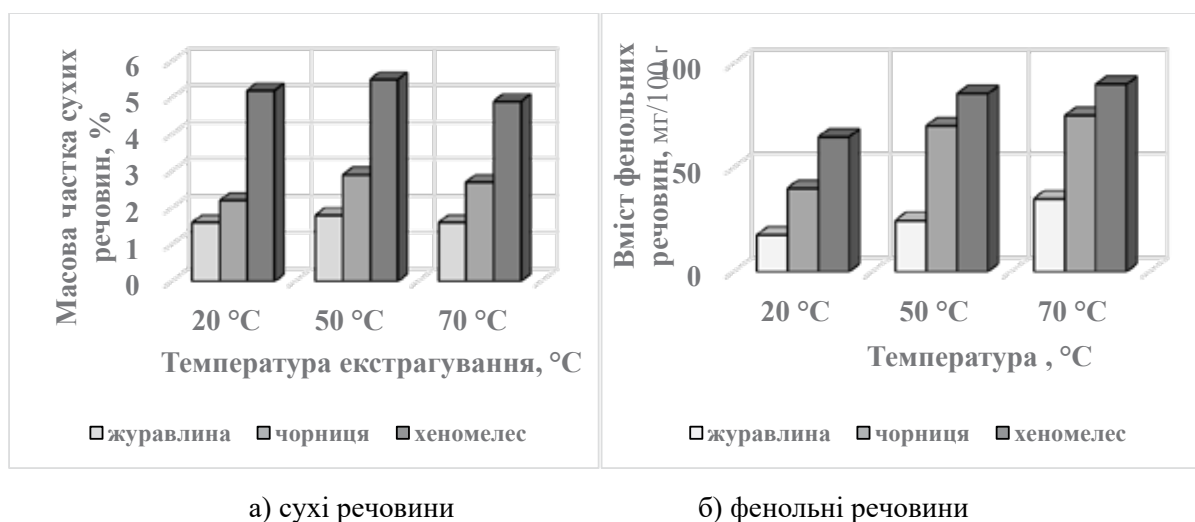 Масова частка сухих
речовин, %
6
5
4
3
2
1
0
20 °C
50 °C
70 °C
Температура екстрагування, °C
журавлина
чорниця
хеномелес
Вміст фенольних
речовин, мг/100 г
100
50
0
20 °C
50 °C
70 °C
Температура , °C
журавлина
чорниця
хеномелес
а) сухі речовини
б) фенольні речовини